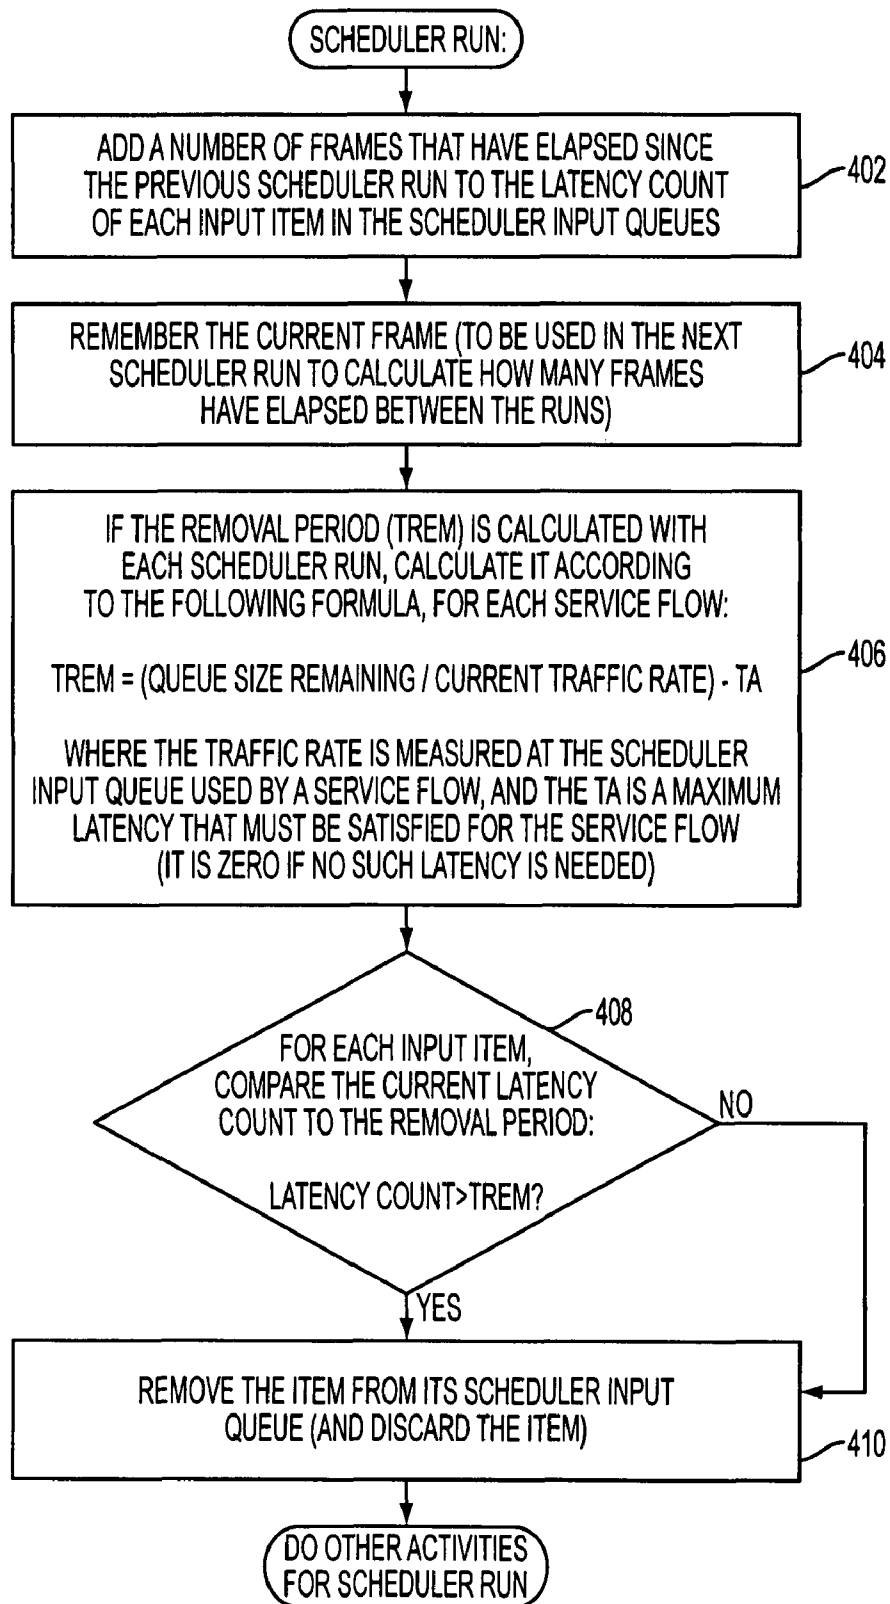 SCHEDULER RUN:
ADD A NUMBER OF FRAMES THAT HAVE ELAPSED SINCE
THE PREVIOUS SCHEDULER RUN TO THE LATENCY COUNT
OF EACH INPUT ITEM IN THE SCHEDULER INPUT QUEUES
402
REMEMBER THE CURRENT FRAME (TO BE USED IN THE NEXT
SCHEDULER RUN TO CALCULATE HOW MANY FRAMES
HAVE ELAPSED BETWEEN THE RUNS)
404
IF THE REMOVAL PERIOD (TREM) IS CALCULATED WITH
EACH SCHEDULER RUN, CALCULATE IT ACCORDING
TO THE FOLLOWING FORMULA, FOR EACH SERVICE FLOW:
TREM = (QUEUE SIZE REMAINING / CURRENT TRAFFIC RATE) - TA
WHERE THE TRAFFIC RATE IS MEASURED AT THE SCHEDULER
INPUT QUEUE USED BY A SERVICE FLOW, AND THE TA IS A MAXIMUM
LATENCY THAT MUST BE SATISFIED FOR THE SERVICE FLOW
(IT IS ZERO IF NO SUCH LATENCY IS NEEDED)
406
408
FOR EACH INPUT ITEM,
COMPARE THE CURRENT LATENCY
COUNT TO THE REMOVAL PERIOD:
LATENCY COUNT>TREM?
NO
YES
REMOVE THE ITEM FROM ITS SCHEDULER INPUT
QUEUE (AND DISCARD THE ITEM)
410
DO OTHER ACTIVITIES
FOR SCHEDULER RUN